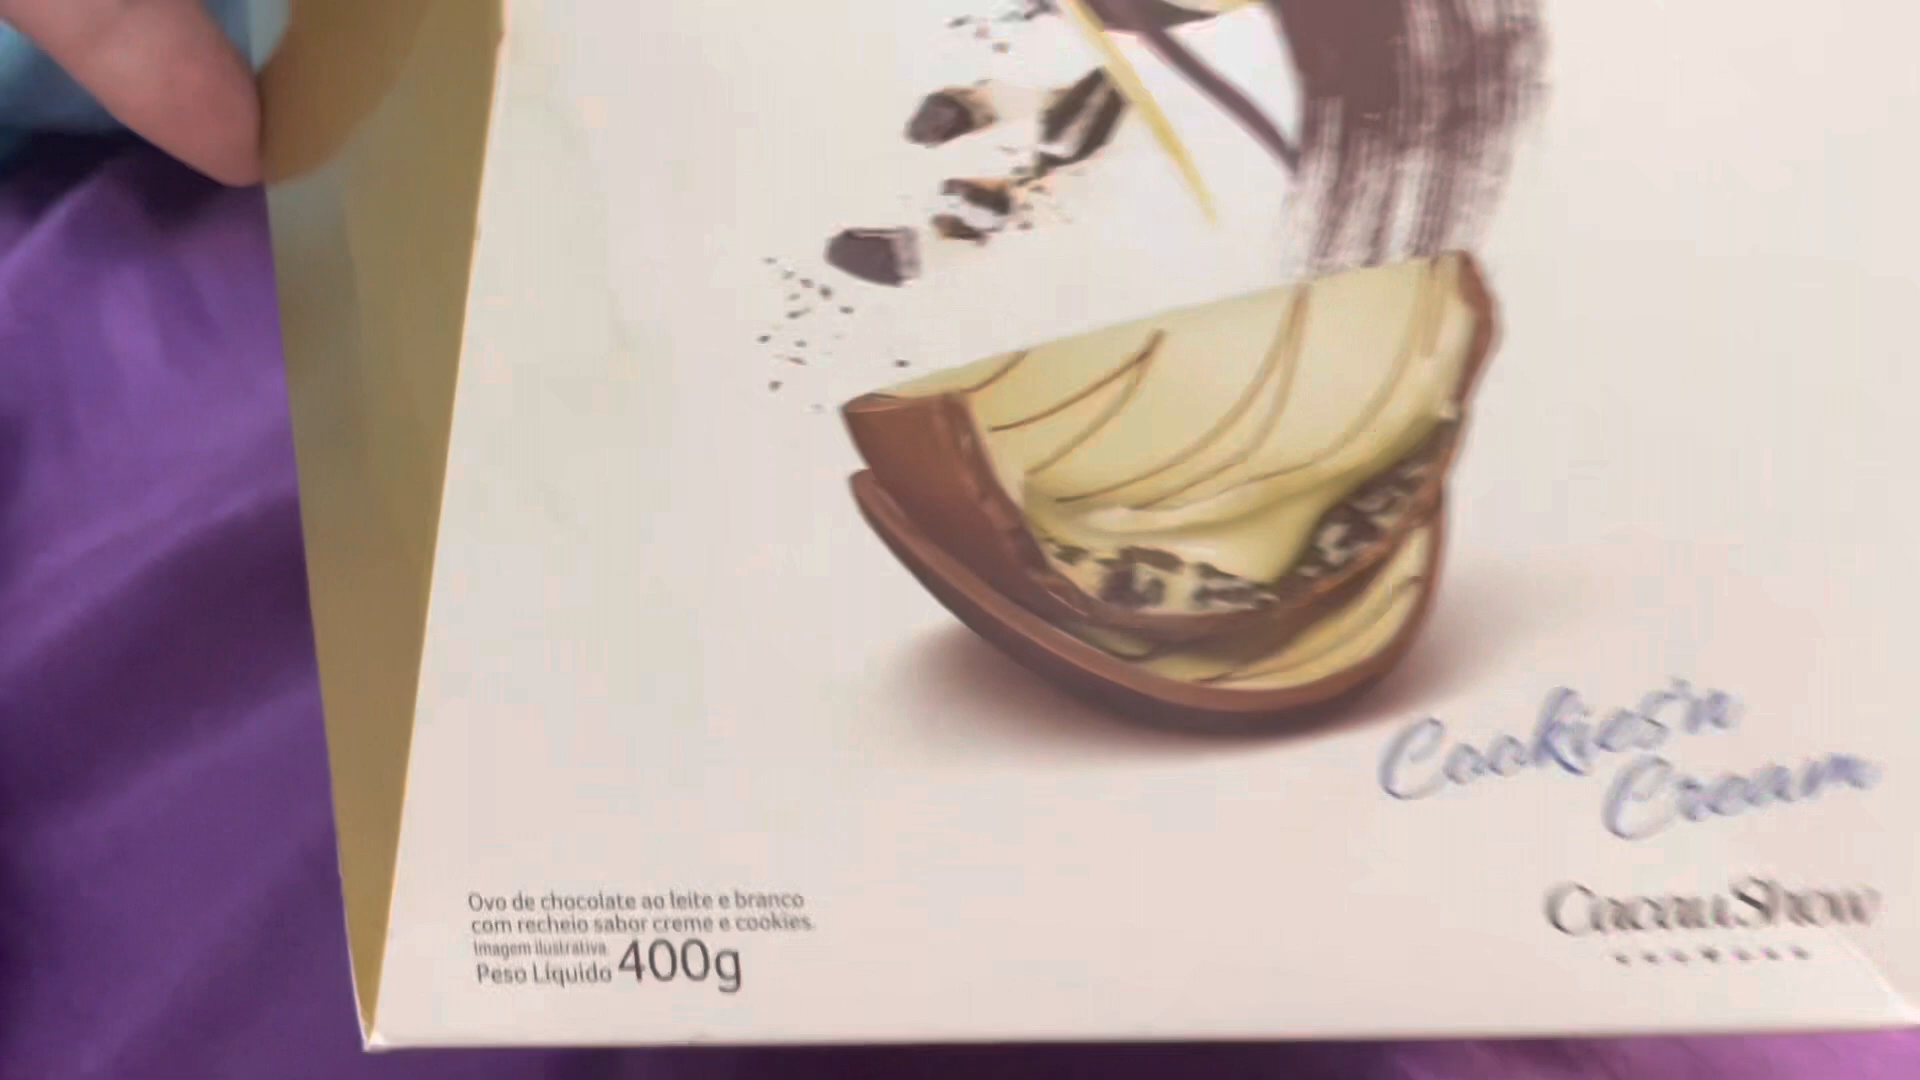 Cookies'n
Cream
Ovo de chocolate ao leite e branco
com recheio sabor creme e cookies.
Imagem ilustrativa.
Peso Líquido 400g
CacauShow